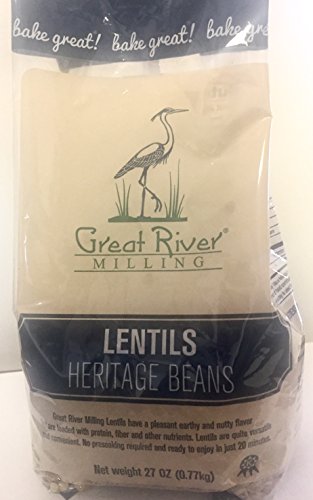 bake great! bake great! bake great!
Great River®
MILLING
LENTILS
HERITAGE BEANS
Great River Milling Lentils have a pleasant earthy and nutty flavor
are loaded with protein, fiber and other nutrients. Lentils are quite versatile
convenient. No presoaking required and ready to enjoy in just 20 minutes.
Net weight 27 OZ (0.77kg)